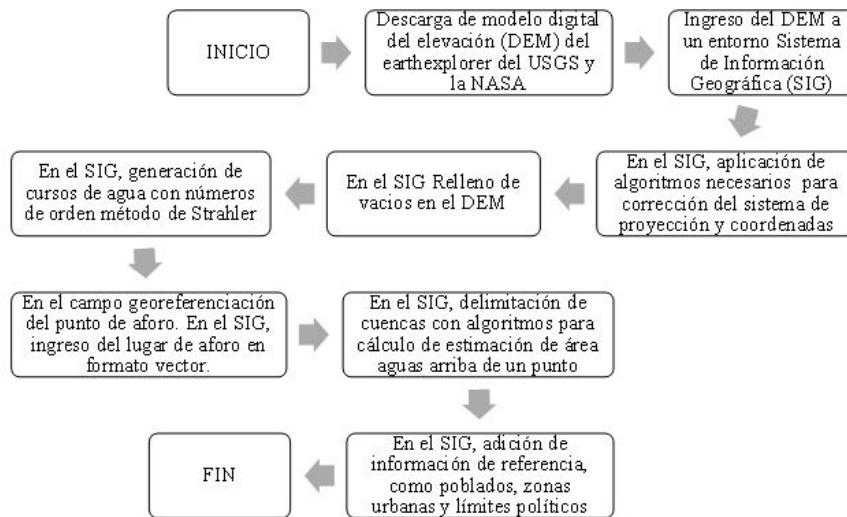 INICIO
Descarga de modelo digital
del elevación (DEM) del
earthexplorer del USGS y
la NASA
Ingreso del DEM a
un entorno Sistema
de Información
Geográfica (SIG)
En el SIG, aplicación de
algoritmos necesarios para
corrección del sistema de
proyección y coordenadas
En el SIG Relleno de
vacios en el DEM
En el SIG, generación de
cursos de agua con números
de orden método de Strahler
En el campo georeferenciación
del punto de aforo. En el SIG,
ingreso del lugar de aforo en
formato vector.
En el SIG, delimitación de
cuencas con algoritmos para
cálculo de estimación de área
aguas arriba de un punto
En el SIG, adición de
información de referencia,
como poblados, zonas
urbanas y límites políticos
FIN